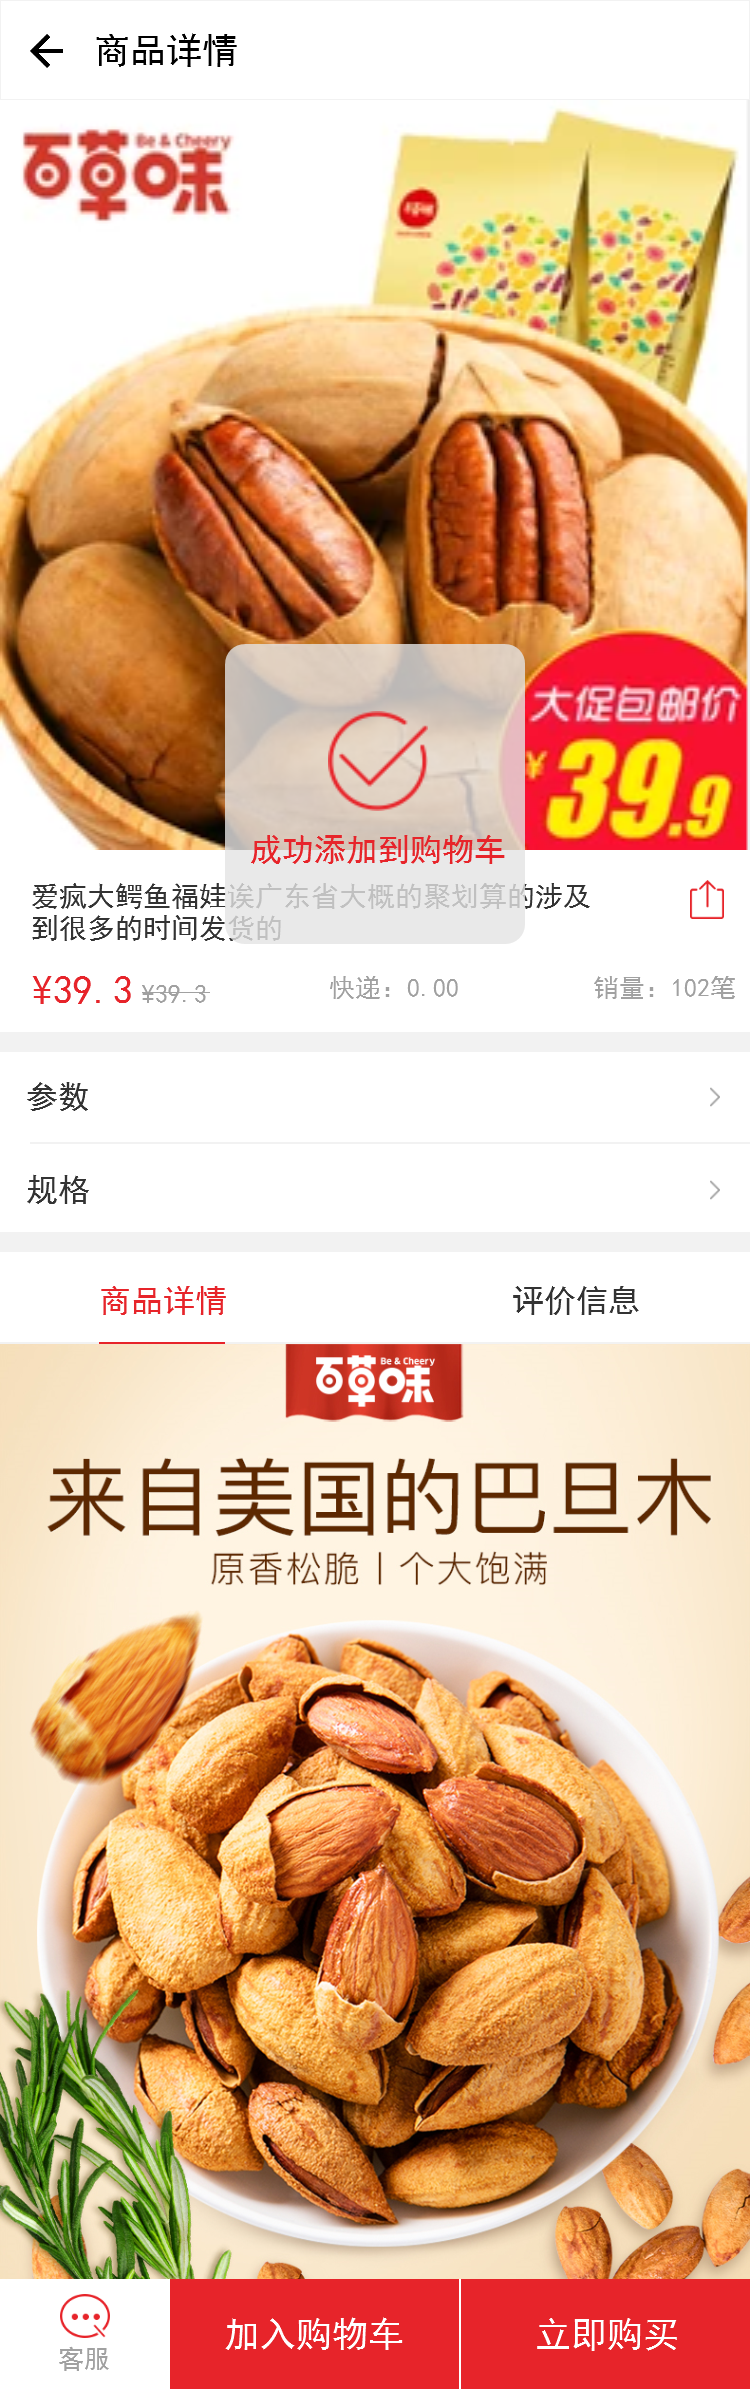 商品详情
Be & Cheery
百草味
大促包邮价
¥39.9
成功添加到购物车
爱疯大鳄鱼福娃诶广东省大概的聚划算的涉及
到很多的时间发货的
¥39.3 ¥39.3 快递：0.00 销量：102笔
参数
规格
商品详情 评价信息
Be & Cheery
百草味
来自美国的巴旦木
原香松脆丨个大饱满
客服 加入购物车 立即购买